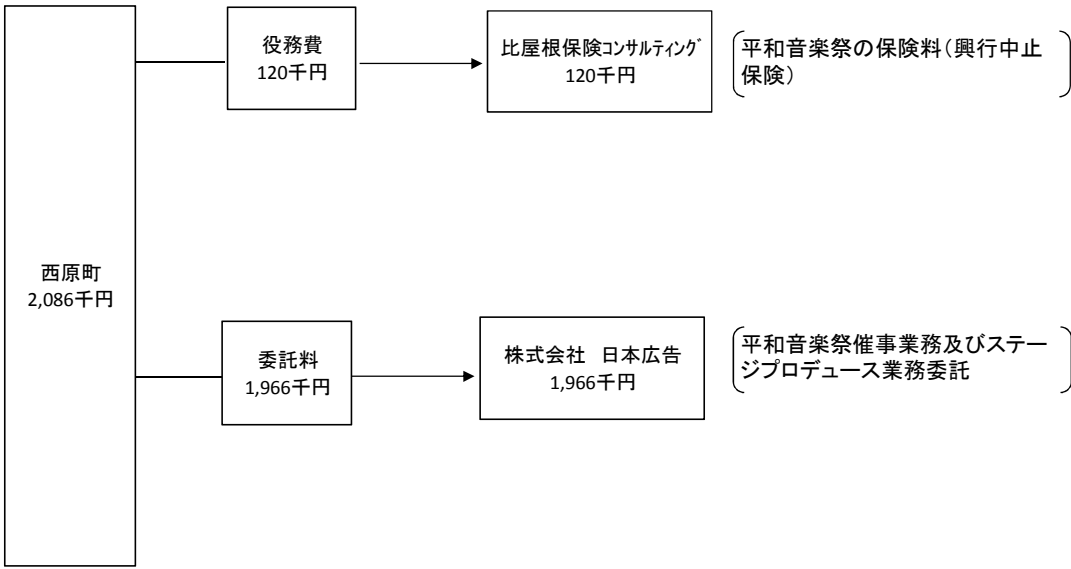 役務費
120千円
比屋根保険コンサルティング
120千円
平和音楽祭の保険料(興行中止
保険)
西原町
2,086千円
委託料
1,966千円
株式会社 日本広告
1,966千円
平和音楽祭催事業務及びステー
ジプロデュース業務委託